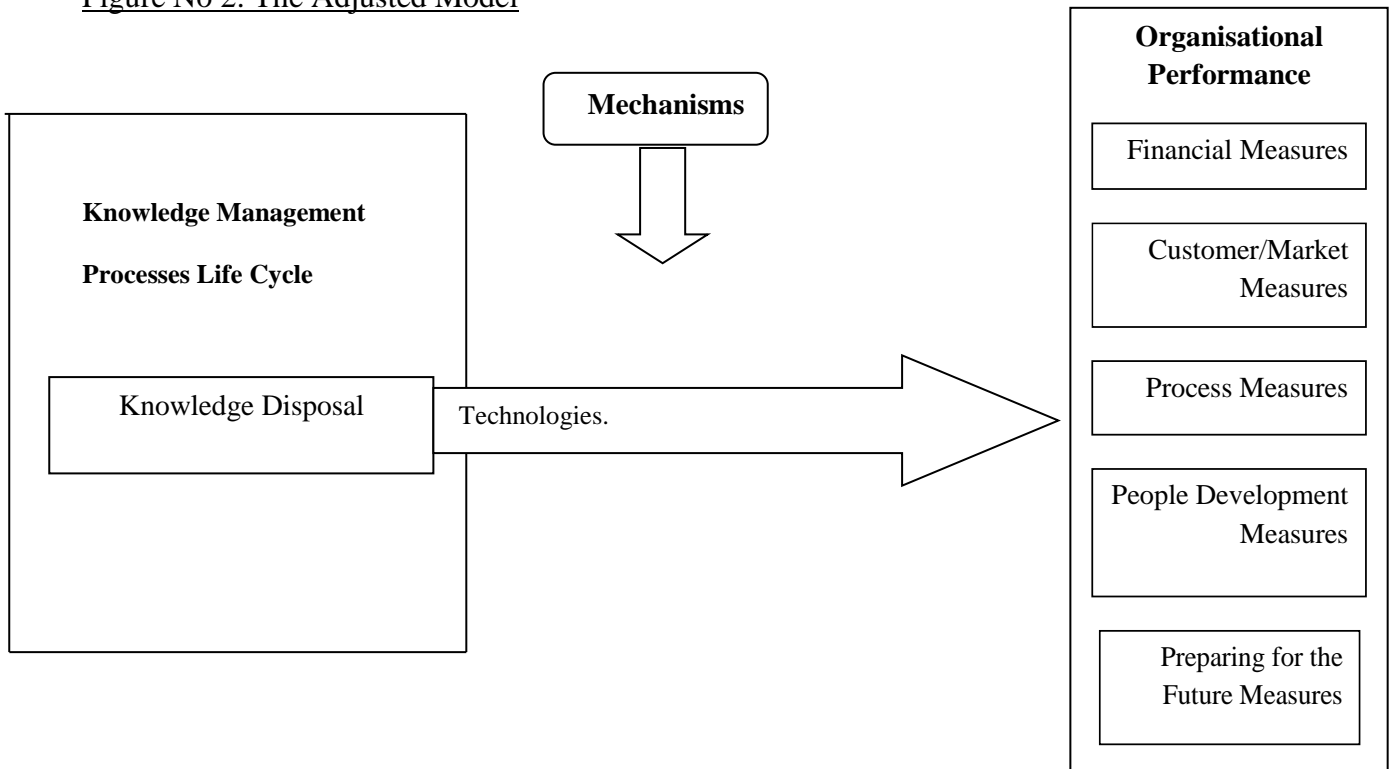 Figure No 2: The Adjusted Model
Organisational
Performance
Mechanisms
Financial Measures
Knowledge Management
Processes Life Cycle
Customer/Market
Measures
Process Measures
Knowledge Disposal
Technologies.
People Development
Measures
Preparing for the
Future Measures